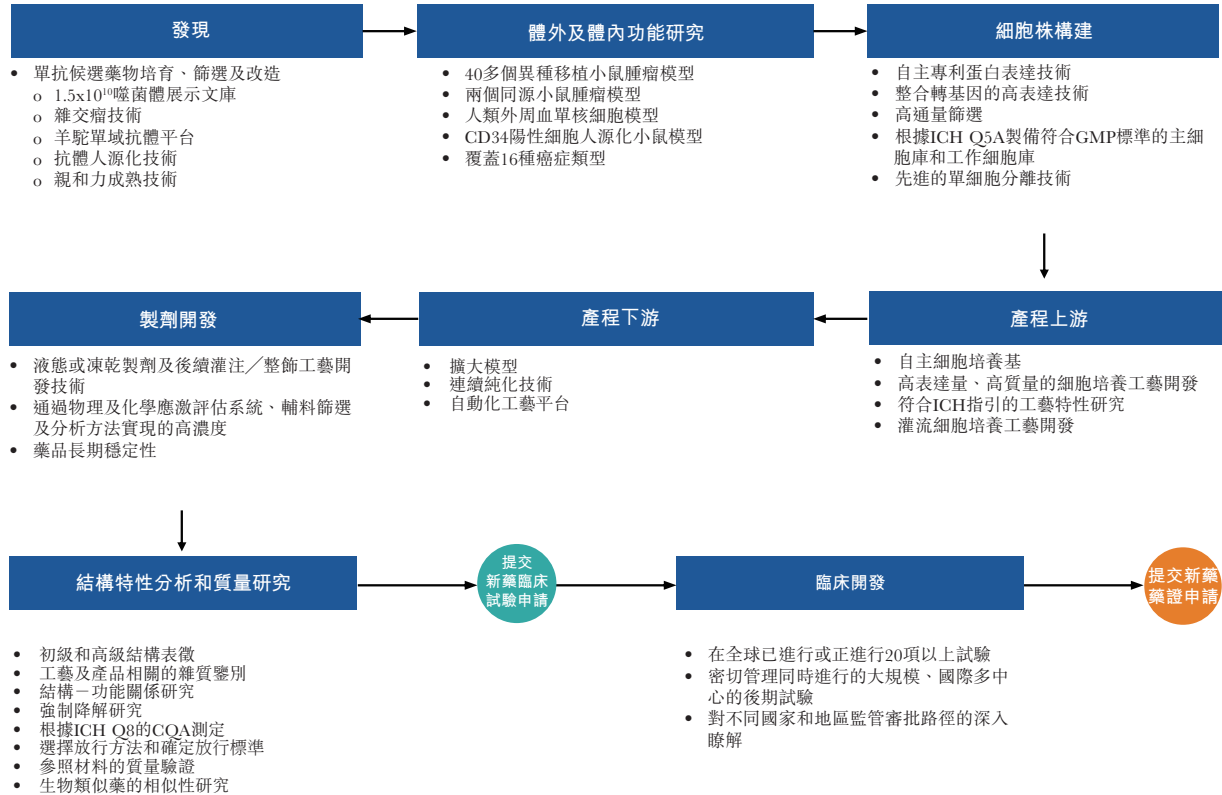 發現
• 單抗候選藥物培育、篩選及改造
o 1.5x10¹⁰噬菌體展示文庫
o 雜交瘤技術
o 羊駝單域抗體平台
o 抗體人源化技術
o 親和力成熟技術
體外及體內功能研究
• 40多個異種移植小鼠腫瘤模型
• 兩個同源小鼠腫瘤模型
• 人類外周血單核細胞模型
• CD34陽性細胞人源化小鼠模型
• 覆蓋16種癌症類型
細胞株構建
• 自主專利蛋白表達技術
• 整合轉基因的高表達技術
• 高通量篩選
• 根據ICH Q5A製備符合GMP標準的主細
胞庫和工作細胞庫
• 先進的單細胞分離技術
產程上游
• 自主細胞培養基
• 高表達量、高質量的細胞培養工藝開發
• 符合ICH指引的工藝特性研究
• 灌流細胞培養工藝開發
產程下游
• 擴大模型
• 連續純化技術
• 自動化工藝平台
製劑開發
• 液態或凍乾製劑及後續灌注／整飾工藝開
發技術
• 通過物理及化學應激評估系統、輔料篩選
及分析方法實現的高濃度
• 藥品長期穩定性
結構特性分析和質量研究
• 初級和高級結構表徵
• 工藝及產品相關的雜質鑒別
• 結構－功能關係研究
• 強制降解研究
• 根據ICH Q8的CQA測定
• 選擇放行方法和確定放行標準
• 參照材料的質量驗證
• 生物類似藥的相似性研究
提交
新藥臨床
試驗申請
臨床開發
• 在全球已進行或正進行20項以上試驗
• 密切管理同時進行的大規模、國際多中
心的後期試驗
• 對不同國家和地區監管審批路徑的深入
瞭解
提交新藥
藥證申請